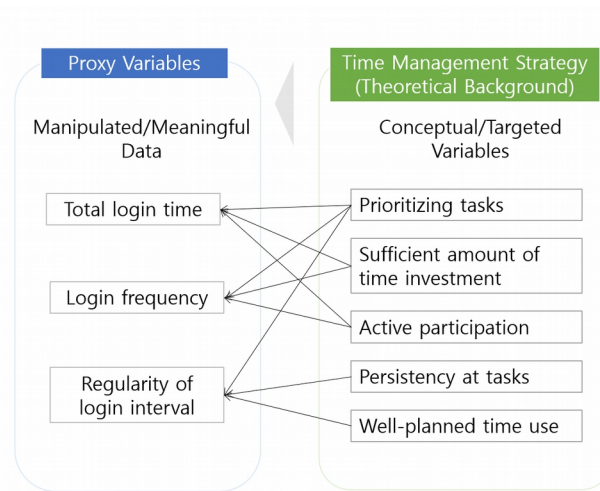 Proxy Variables
Manipulated/Meaningful
Data
Total login time
Login frequency
Regularity of
login interval
Time Management Strategy
(Theoretical Background)
Conceptual/Targeted
Variables
Prioritizing tasks
Sufficient amount of
time investment
Active participation
Persistency at tasks
Well-planned time use